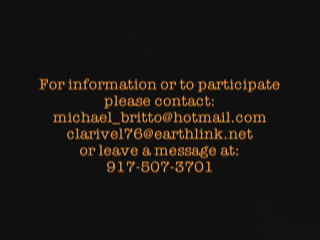 For information or to participate
please contact:
michael_britto@hotmail.com
clarivel76@earthlink.net
or leave a message at:
917-507-3701